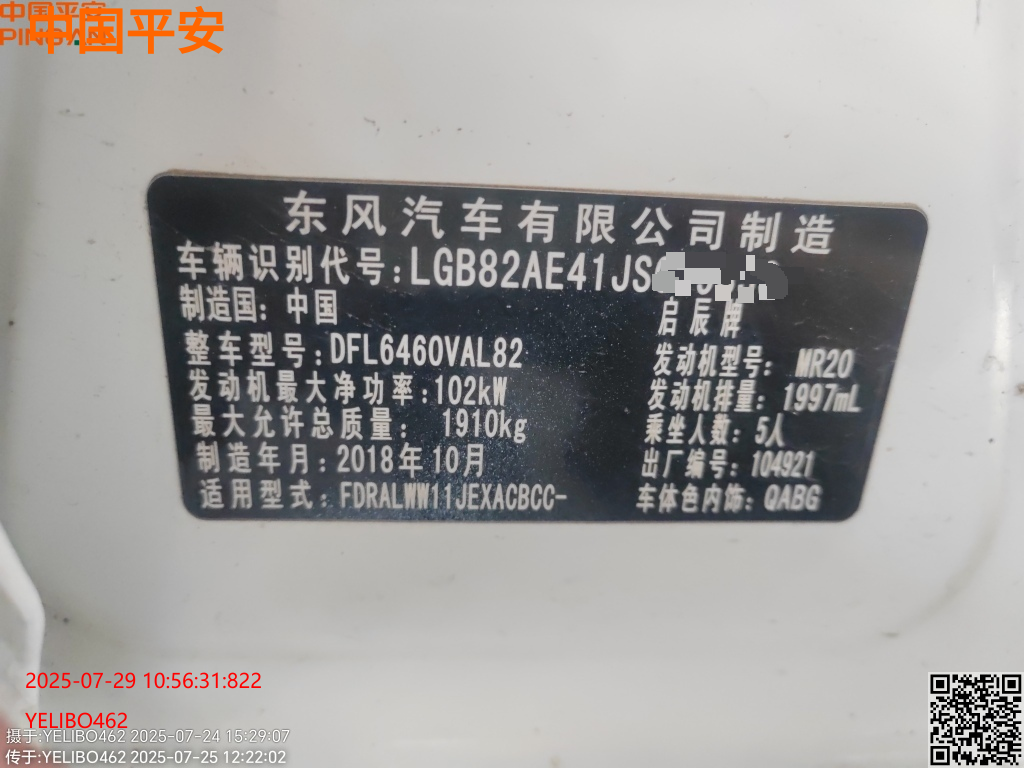 中国平安
PINGAN
中国平安
东风汽车有限公司制造
车辆识别代号:LGB82AE41JS
制造国: 中国 启辰牌
整车型号:DFL6460VAL82 发动机型号: MR20
发动机最大净功率:102kW 发动机排量: 1997mL
最大允许总质量: 1910kg 乘坐人数: 5人
制造年月:2018年10月 出厂编号: 104921
适用型式: FDRALWW11JEXACBCC- 车体色内饰: QABG
2025-07-29 10:56:31:822
YELIBO462
摄于:YELIBO462 2025-07-24 15:29:07
传于:YELIBO462 2025-07-25 12:22:02